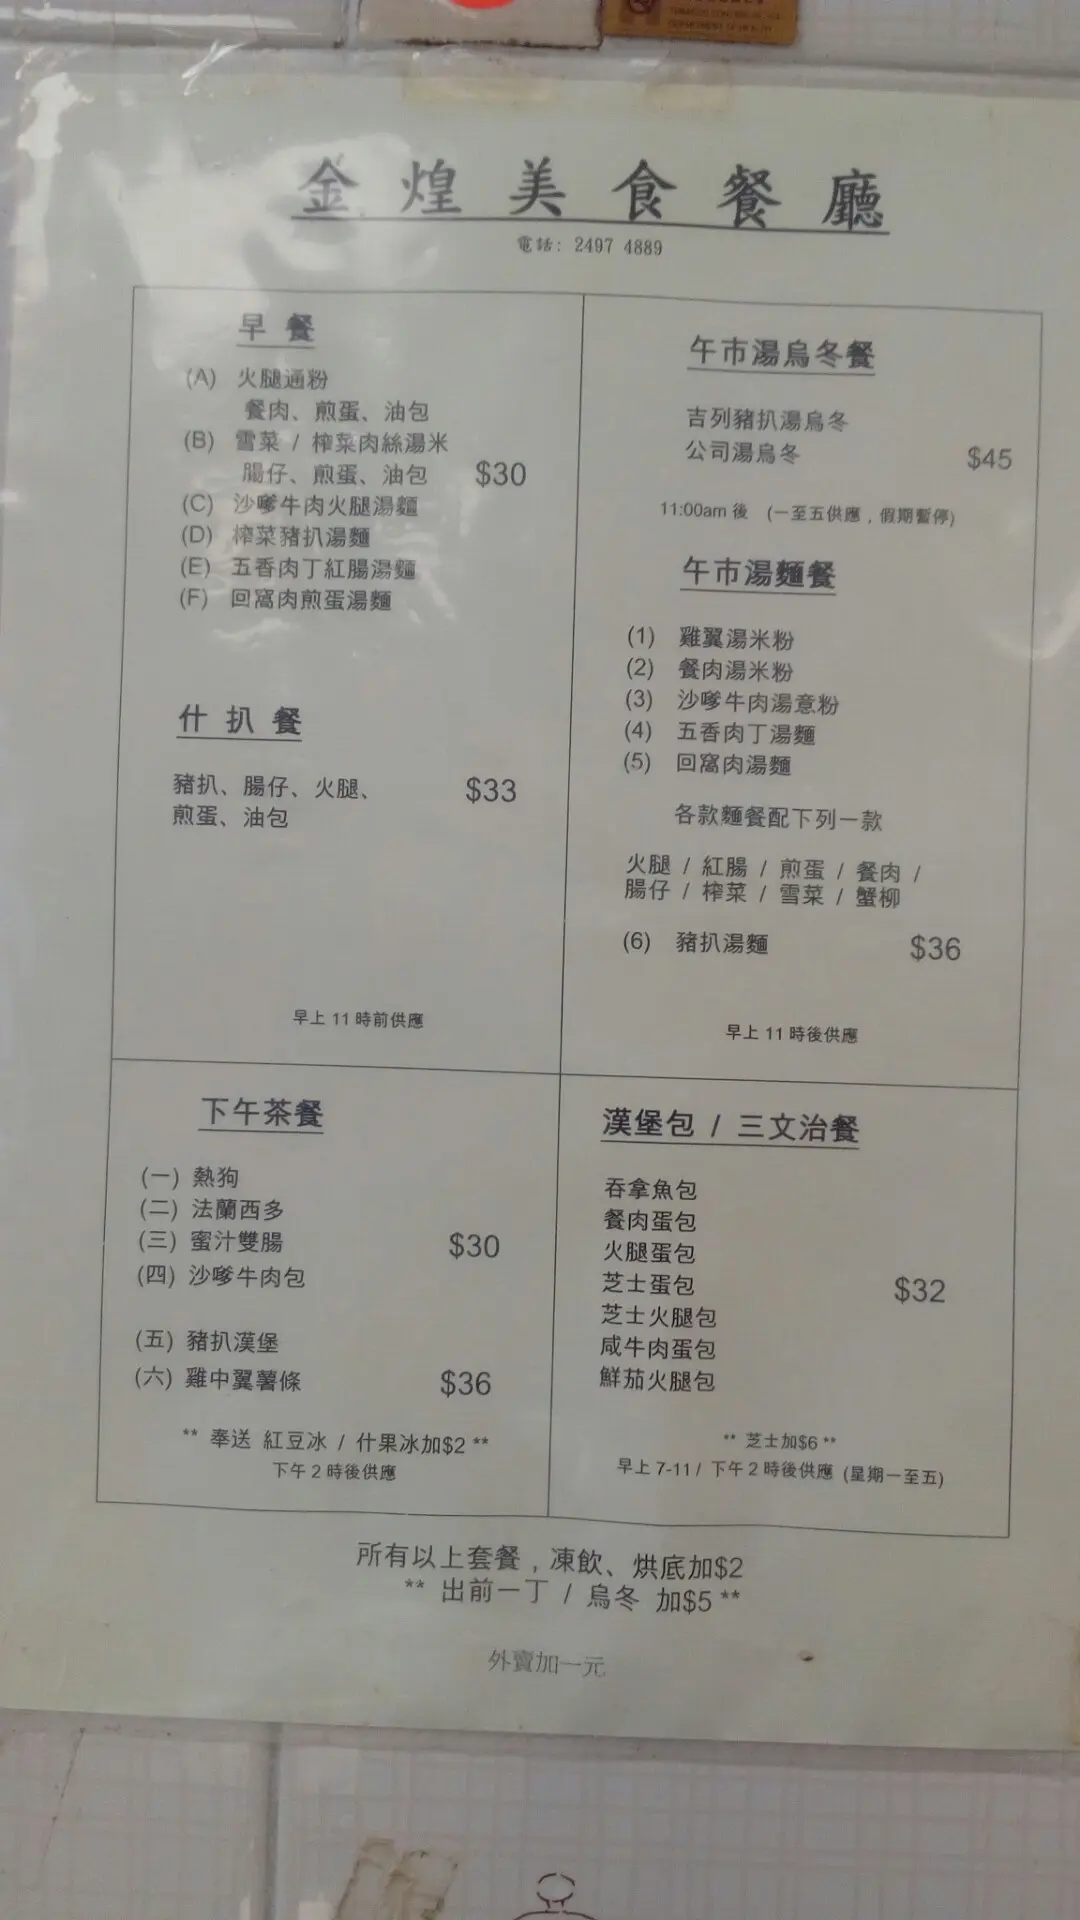 TOBACCO CONTROL OFFICE
DEPARTMENT OF HEALTH
金煌美食餐廳
電話: 2497 4889
早餐
(A) 火腿通粉
餐肉、煎蛋、油包
(B) 雪菜 / 榨菜肉絲湯米
腸仔、煎蛋、油包 $30
(C) 沙嗲牛肉火腿湯麵
(D) 榨菜豬扒湯麵
(E) 五香肉丁紅腸湯麵
(F) 回窩肉煎蛋湯麵
什扒餐
豬扒、腸仔、火腿、 $33
煎蛋、油包
早上 11 時前供應
午市湯烏冬餐
吉列豬扒湯烏冬
公司湯烏冬 $45
11:00am 後 (一至五供應，假期暫停)
午市湯麵餐
(1) 雞翼湯米粉
(2) 餐肉湯米粉
(3) 沙嗲牛肉湯意粉
(4) 五香肉丁湯麵
(5) 回窩肉湯麵
各款麵餐配下列一款
火腿 / 紅腸 / 煎蛋 / 餐肉 /
腸仔 / 榨菜 / 雪菜 / 蟹柳
(6) 豬扒湯麵 $36
早上 11 時後供應
下午茶餐
(一) 熱狗
(二) 法蘭西多
(三) 蜜汁雙腸 $30
(四) 沙嗲牛肉包
(五) 豬扒漢堡
(六) 雞中翼薯條 $36
** 奉送 紅豆冰 / 什果冰加$2 **
下午 2 時後供應
漢堡包 / 三文治餐
吞拿魚包
餐肉蛋包
火腿蛋包
芝士蛋包 $32
芝士火腿包
咸牛肉蛋包
鮮茄火腿包
** 芝士加$6 **
早上 7-11 / 下午 2 時後供應 (星期一至五)
所有以上套餐，凍飲、烘底加$2
** 出前一丁 / 烏冬 加$5 **
外賣加一元